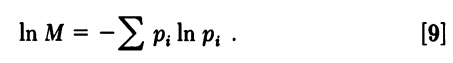 ln M = −∑ pᵢ ln pᵢ . [9]